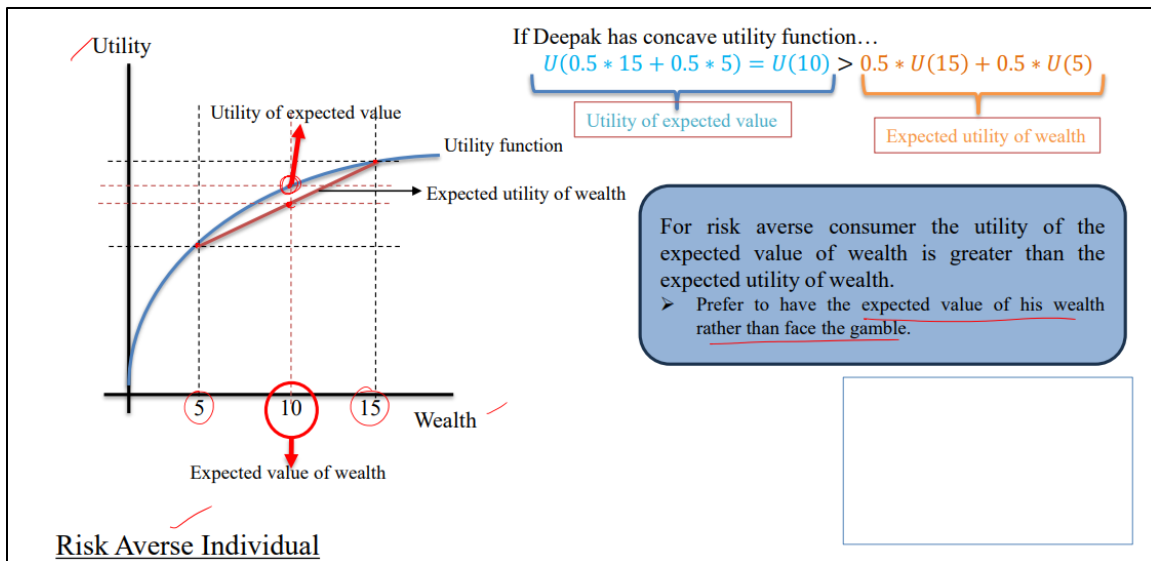 Utility
If Deepak has concave utility function…
U(0.5 * 15 + 0.5 * 5) = U(10) > 0.5 * U(15) + 0.5 * U(5)
Utility of expected value
Expected utility of wealth
Utility of expected value
Utility function
Expected utility of wealth
For risk averse consumer the utility of the
expected value of wealth is greater than the
expected utility of wealth.
➢ Prefer to have the expected value of his wealth
rather than face the gamble.
5 10 15
Wealth
Expected value of wealth
Risk Averse Individual